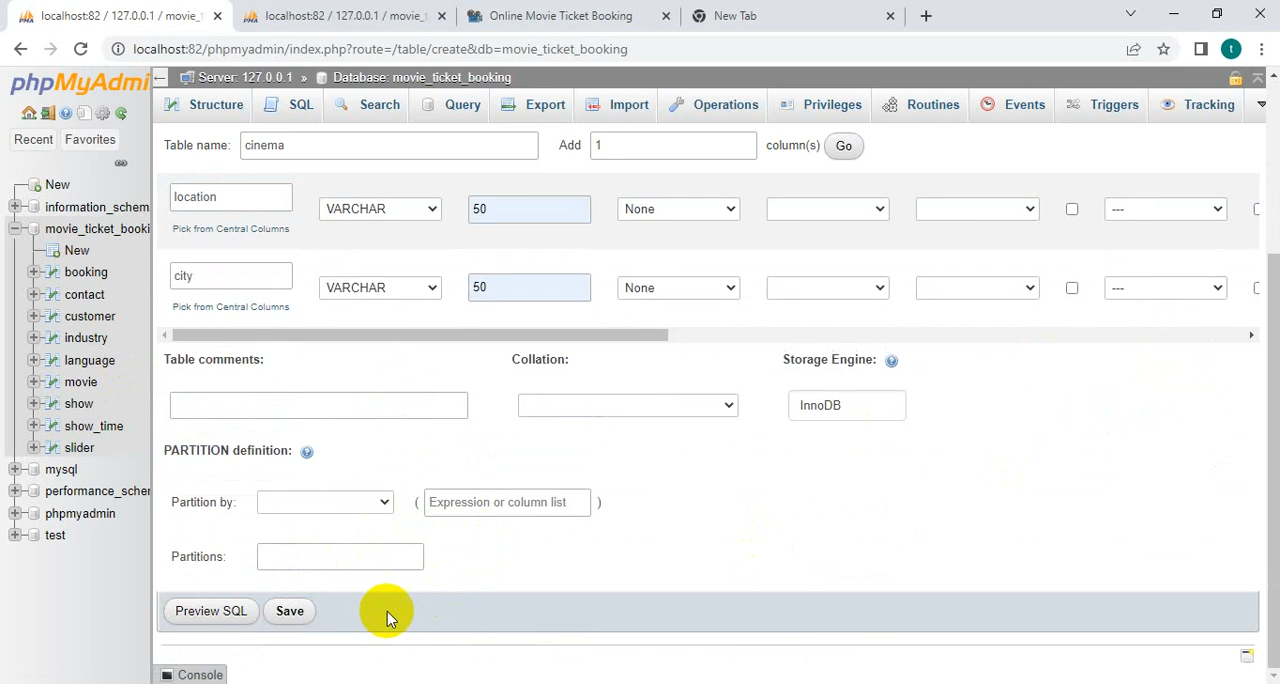 localhost:82 / 127.0.0.1 / movie_t
localhost:82 / 127.0.0.1 / movie_t
Online Movie Ticket Booking
New Tab
localhost:82/phpmyadmin/index.php?route=/table/create&db=movie_ticket_booking
t
phpMyAdmi
Server: 127.0.0.1 » Database: movie_ticket_booking
Structure SQL Search Query Export Import Operations Privileges Routines Events Triggers Tracking
Recent Favorites
Table name: cinema Add 1 column(s) Go
New
information_schem
movie_ticket_booki
New
booking
contact
customer
industry
language
movie
show
show_time
slider
mysql
performance_scher
phpmyadmin
test
location VARCHAR 50 None ---
Pick from Central Columns
city VARCHAR 50 None ---
Pick from Central Columns
Table comments: Collation: Storage Engine:
InnoDB
PARTITION definition:
Partition by: ( Expression or column list )
Partitions:
Preview SQL Save
Console